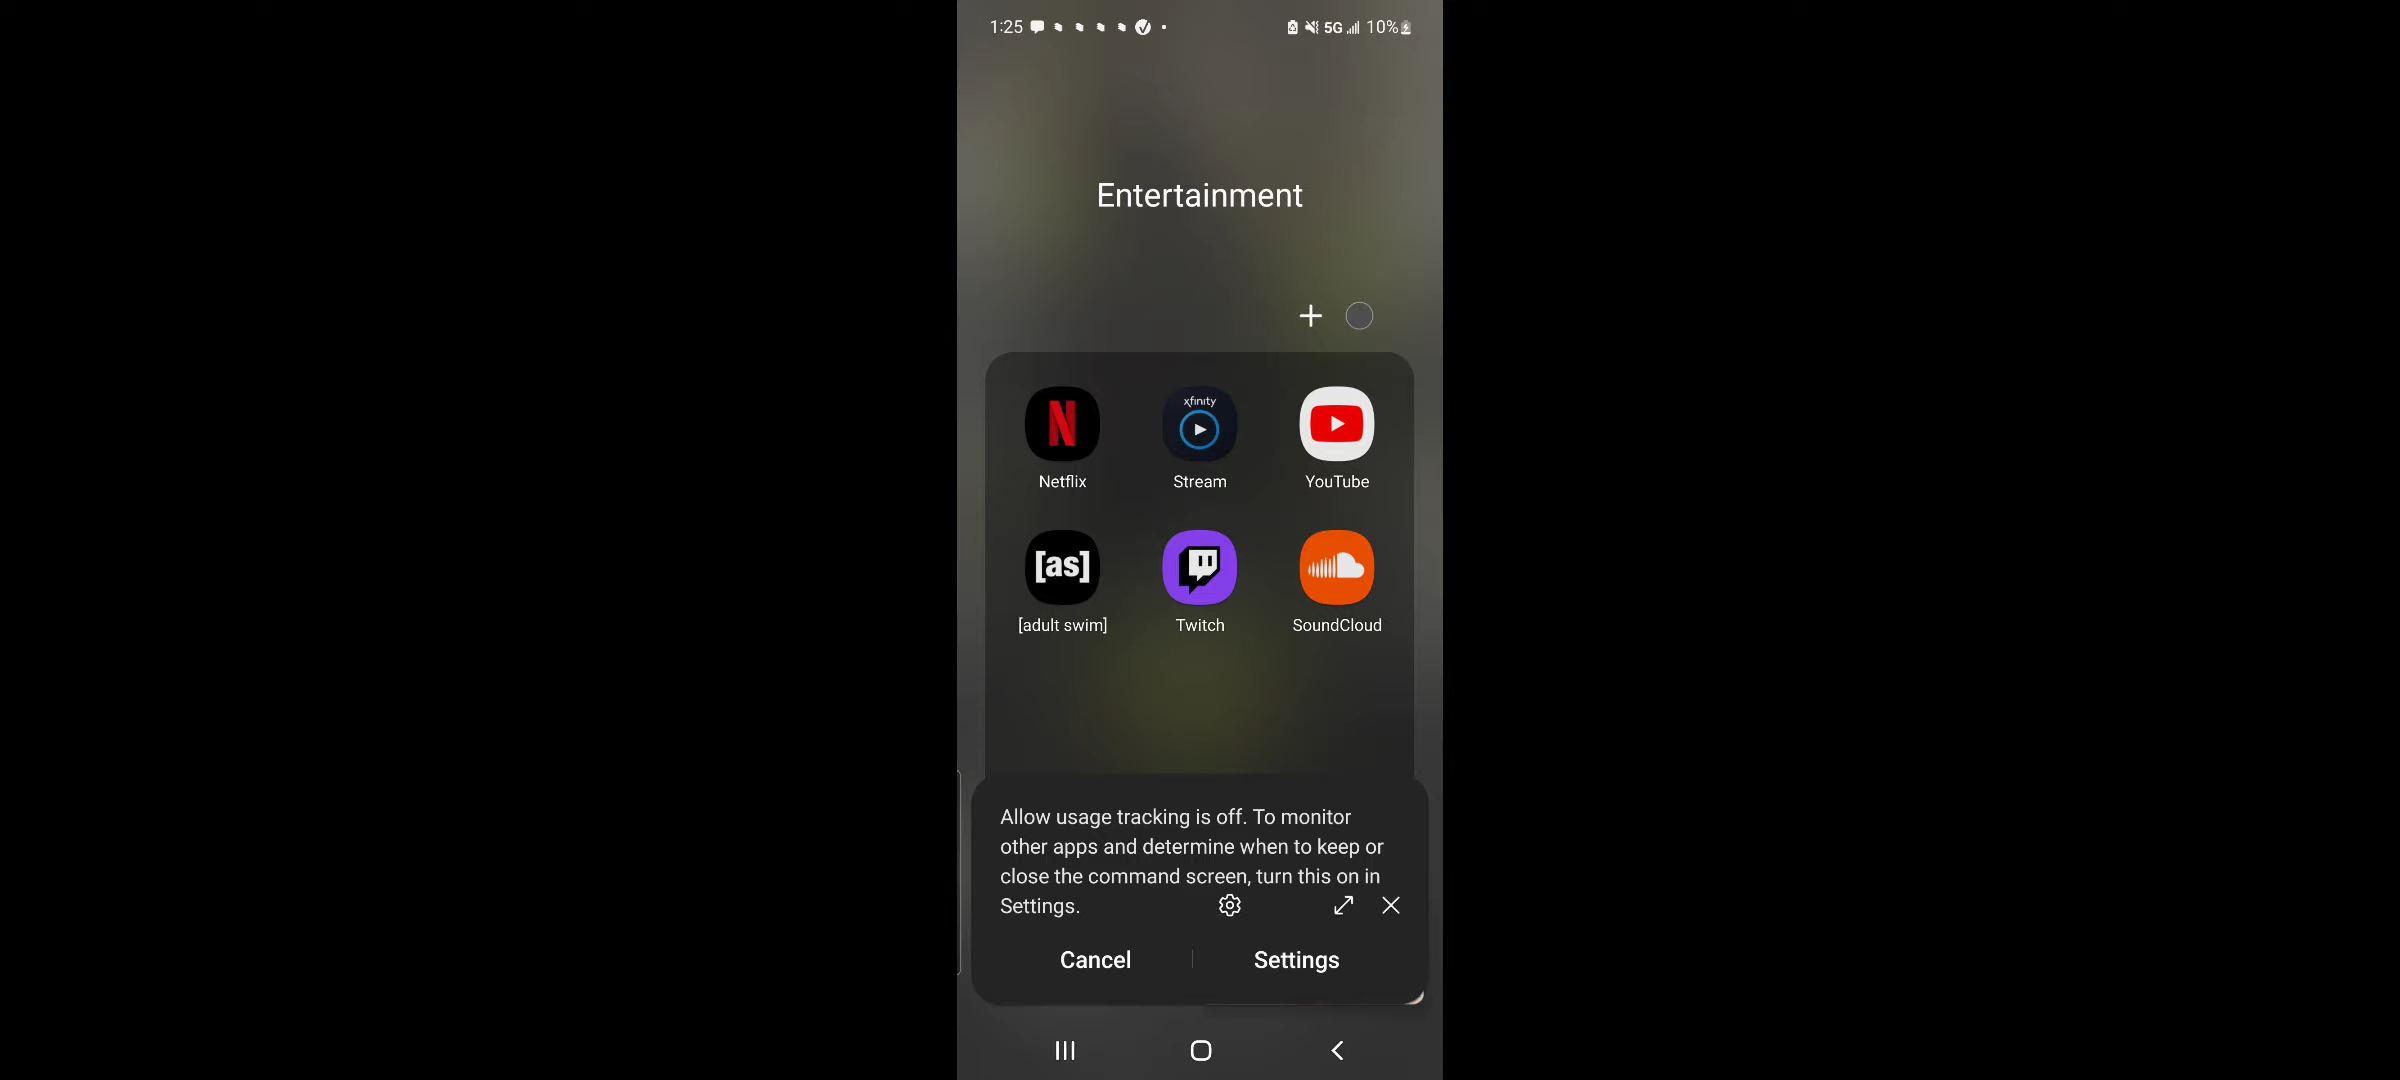 1:25 5G 10%
Entertainment
xfinity
Netflix Stream YouTube
[as]
[adult swim] Twitch SoundCloud
Allow usage tracking is off. To monitor
other apps and determine when to keep or
close the command screen, turn this on in
Settings.
Cancel Settings